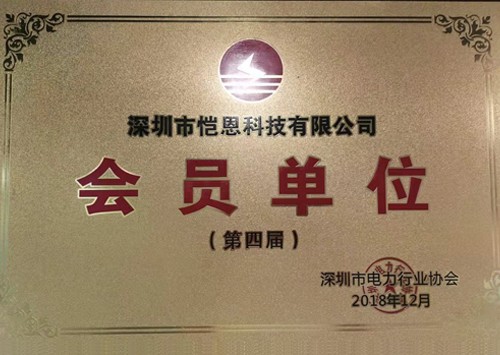 深圳市恺恩科技有限公司
会员单位
（第四届）
深圳市电力行业协会
2018年12月